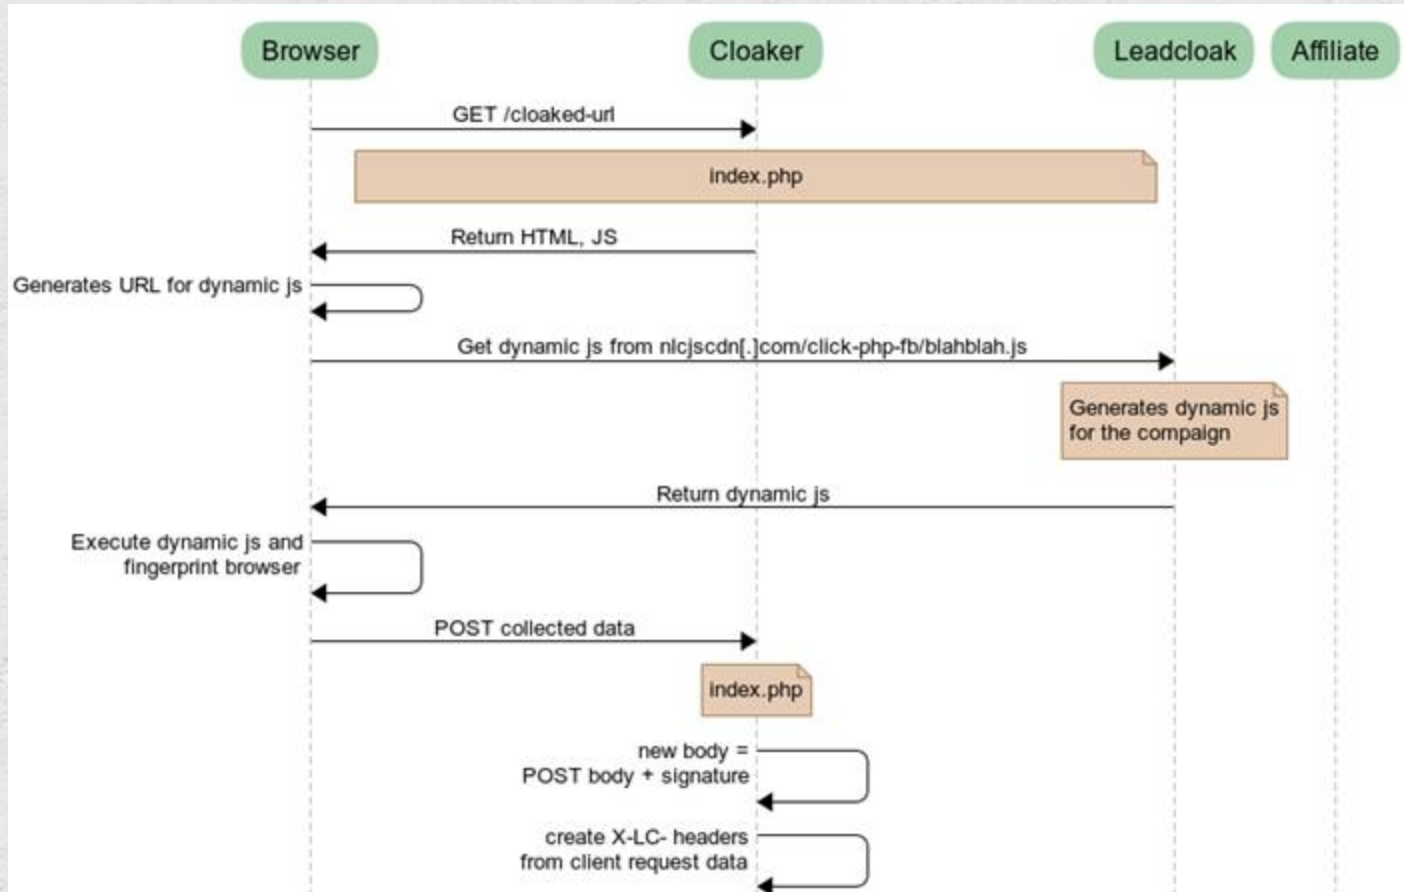 Browser
Cloaker
Leadcloak
Affiliate
GET /cloaked-url
index.php
Return HTML, JS
Generates URL for dynamic js
Get dynamic js from nlcjscdn[.]com/click-php-fb/blahblah.js
Generates dynamic js
for the compaign
Return dynamic js
Execute dynamic js and
fingerprint browser
POST collected data
index.php
new body =
POST body + signature
create X-LC- headers
from client request data